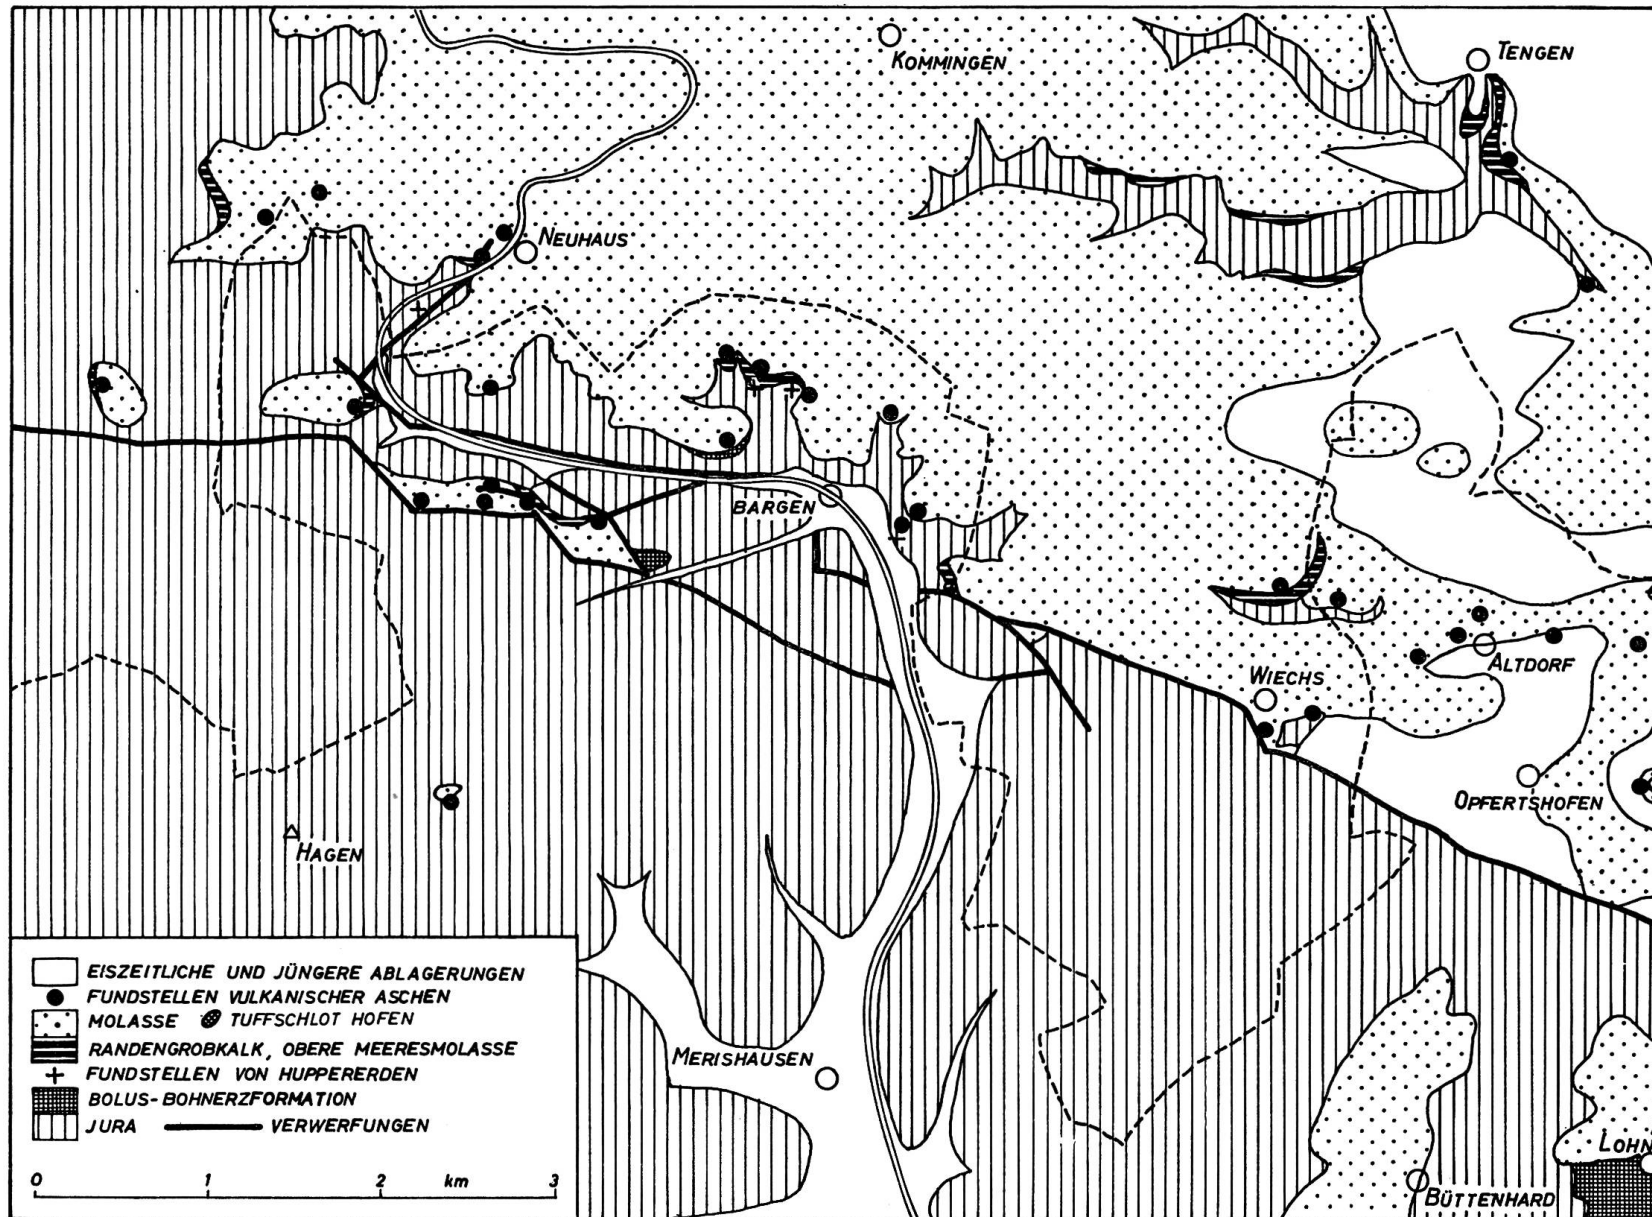 KOMMINGEN
TENGEN
NEUHAUS
BARGEN
WIECHS
ALTDORF
OPFERTSHOFEN
HAGEN
MERISHAUSEN
LOHN
BÜTTENHARD
EISZEITLICHE UND JÜNGERE ABLAGERUNGEN
FUNDSTELLEN VULKANISCHER ASCHEN
MOLASSE TUFFSCHLOT HOFEN
RANDENGROBKALK, OBERE MEERESMOLASSE
FUNDSTELLEN VON HUPPERERDEN
BOLUS-BOHNERZFORMATION
JURA VERWERFUNGEN
0 1 2 km 3